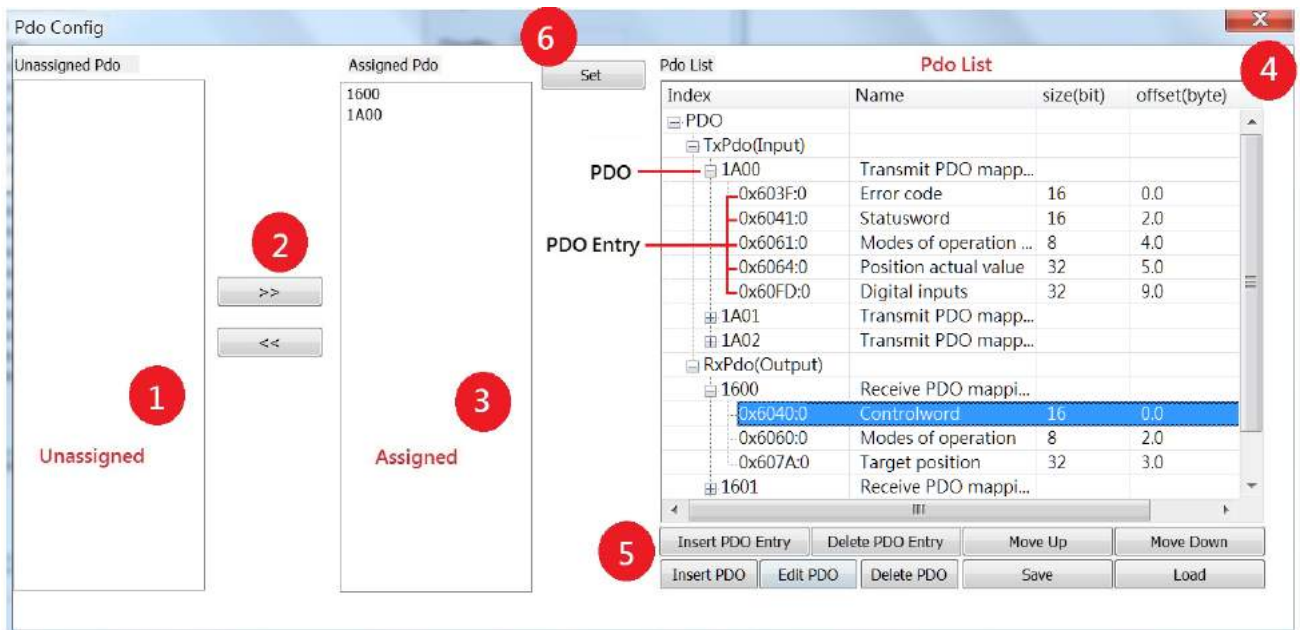 Pdo Config
6
Unassigned Pdo
Assigned Pdo
Set
Pdo List
Pdo List
4
1600
1A00
Index Name size(bit) offset(byte)
PDO
TxPdo(Input)
PDO
1A00 Transmit PDO mapp...
0x603F:0 Error code 16 0.0
0x6041:0 Statusword 16 2.0
PDO Entry
0x6061:0 Modes of operation ... 8 4.0
0x6064:0 Position actual value 32 5.0
0x60FD:0 Digital inputs 32 9.0
1A01 Transmit PDO mapp...
1A02 Transmit PDO mapp...
RxPdo(Output)
1600 Receive PDO mappi...
0x6040:0 Controlword 16 0.0
0x6060:0 Modes of operation 8 2.0
0x607A:0 Target position 32 3.0
1601 Receive PDO mappi...
2
>>
<<
1
3
Unassigned
Assigned
5
Insert PDO Entry Delete PDO Entry Move Up Move Down
Insert PDO Edit PDO Delete PDO Save Load